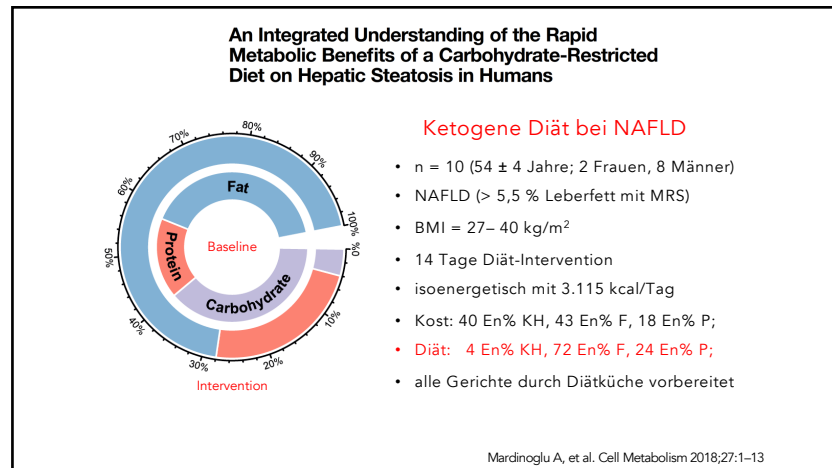 An Integrated Understanding of the Rapid
Metabolic Benefits of a Carbohydrate-Restricted
Diet on Hepatic Steatosis in Humans
Ketogene Diät bei NAFLD
• n = 10 (54 ± 4 Jahre; 2 Frauen, 8 Männer)
• NAFLD (> 5,5 % Leberfett mit MRS)
• BMI = 27– 40 kg/m²
• 14 Tage Diät-Intervention
• isoenergetisch mit 3.115 kcal/Tag
• Kost: 40 En% KH, 43 En% F, 18 En% P;
• Diät: 4 En% KH, 72 En% F, 24 En% P;
• alle Gerichte durch Diätküche vorbereitet
0%
10%
20%
30%
40%
50%
60%
70%
80%
90%
100%
Fat
Protein
Carbohydrate
Baseline
Intervention
Mardinoglu A, et al. Cell Metabolism 2018;27:1–13